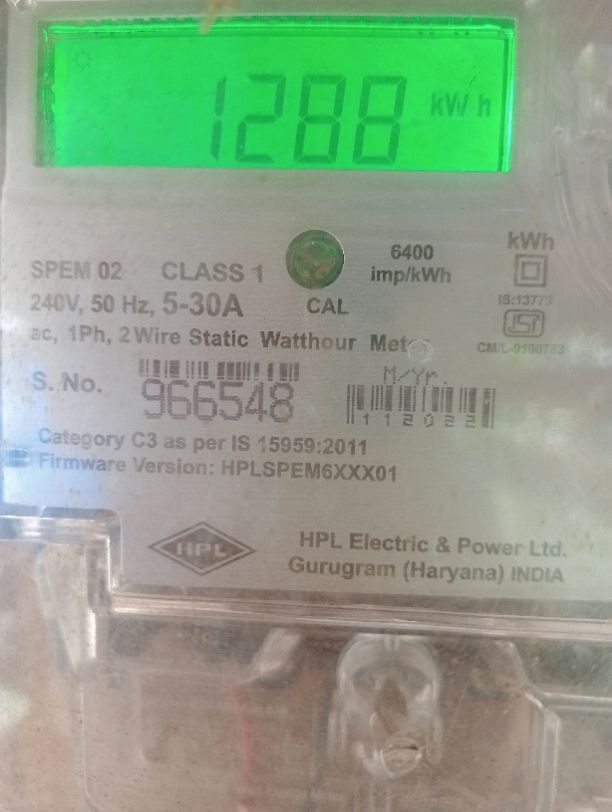 1288 kWh
6400
imp/kWh
kWh
SPEM 02 CLASS 1
240V, 50 Hz, 5-30A CAL
IS:13779
ac, 1Ph, 2 Wire Static Watthour Meter
CM/L-9190783
S. No. 966548
M/Yr.
112022
Category C3 as per IS 15959:2011
Firmware Version: HPLSPEM6XXX01
HPL
HPL Electric & Power Ltd.
Gurugram (Haryana) INDIA